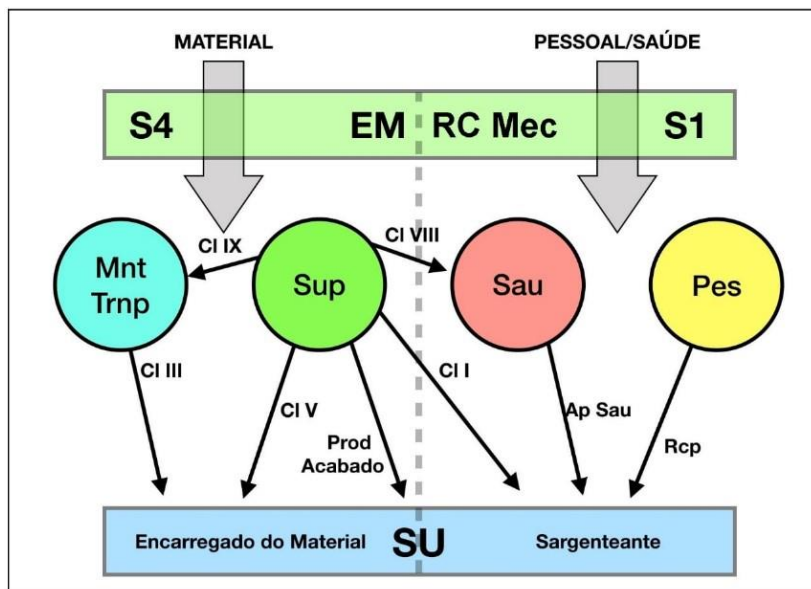 MATERIAL
PESSOAL/SAÚDE
S4
EM
RC Mec
S1
Cl IX
Cl VIII
Mnt
Trnp
Sup
Sau
Pes
Cl III
Cl V
Prod
Acabado
Cl I
Ap Sau
Rcp
Encarregado do Material
SU
Sargenteante